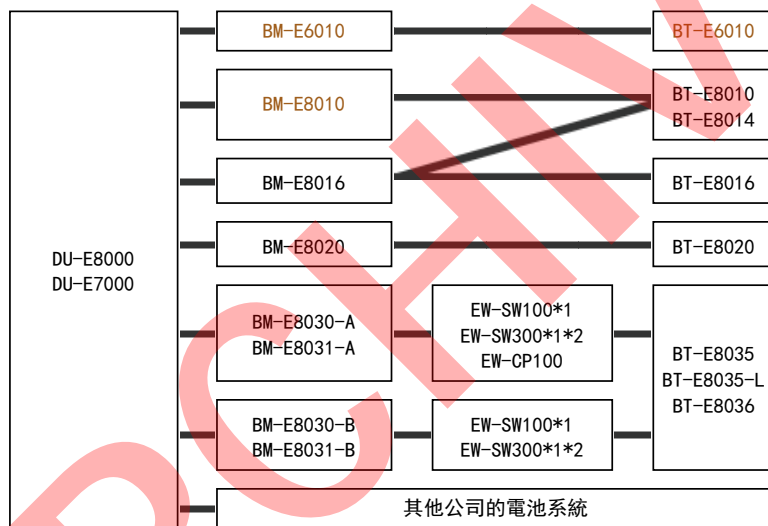 DU-E8000
DU-E7000
BM-E6010
BT-E6010
BM-E8010
BT-E8010
BT-E8014
BM-E8016
BT-E8016
BM-E8020
BT-E8020
BM-E8030-A
BM-E8031-A
EW-SW100*1
EW-SW300*1*2
EW-CP100
BT-E8035
BT-E8035-L
BT-E8036
BM-E8030-B
BM-E8031-B
EW-SW100*1
EW-SW300*1*2
其他公司的電池系統